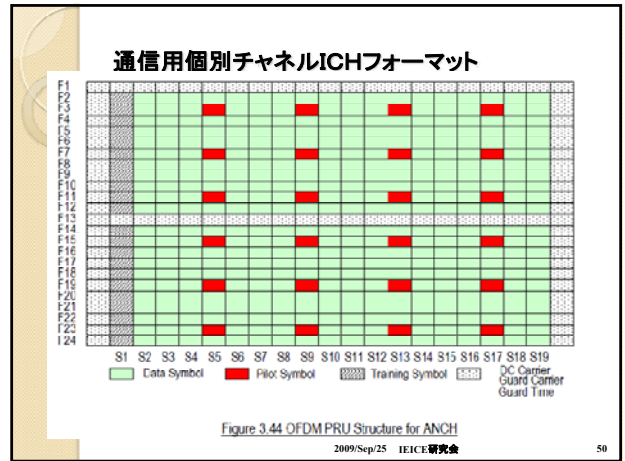 通信用個別チャネルICHフォーマット
F1
F2
F3
F4
F5
F6
F7
F8
F9
F10
F11
F12
F13
F14
F15
F16
F17
F18
F19
F20
F21
F22
F23
F24
S1 S2 S3 S4 S5 S6 S7 S8 S9 S10 S11 S12 S13 S14 S15 S16 S17 S18 S19
Data Symbol Pilot Symbol Training Symbol DC Carrier
Guard Carrier
Guard Time
Figure 3.44 OFDM PRU Structure for ANCH
2009/Sep/25 IEICE研究会 50